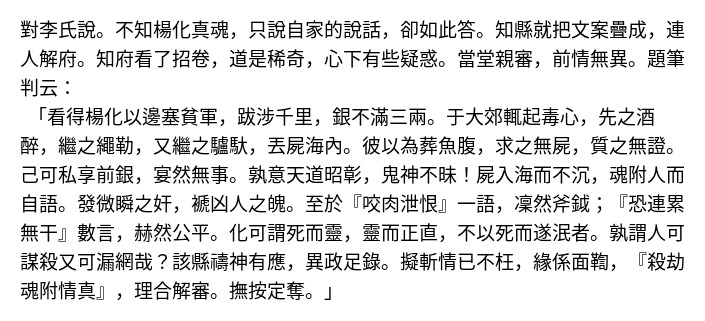 對李氏說。不知楊化真魂，只說自家的說話，卻如此答。知縣就把文案疊成，連
人解府。知府看了招卷，道是稀奇，心下有些疑惑。當堂親審，前情無異。題筆
判云：
「看得楊化以邊塞貧軍，跋涉千里，銀不滿三兩。于大郊輒起毒心，先之酒
醉，繼之繩勒，又繼之驢馱，丟屍海內。彼以為葬魚腹，求之無屍，質之無證。
己可私享前銀，宴然無事。孰意天道昭彰，鬼神不昧！屍入海而不沉，魂附人而
自語。發微瞬之奸，褫凶人之魄。至於『咬肉泄恨』一語，凜然斧鉞；『恐連累
無干』數言，赫然公平。化可謂死而靈，靈而正直，不以死而遂泯者。孰謂人可
謀殺又可漏網哉？該縣禱神有應，異政足錄。擬斬情已不枉，緣係面鞫，『殺劫
魂附情真』，理合解審。撫按定奪。」